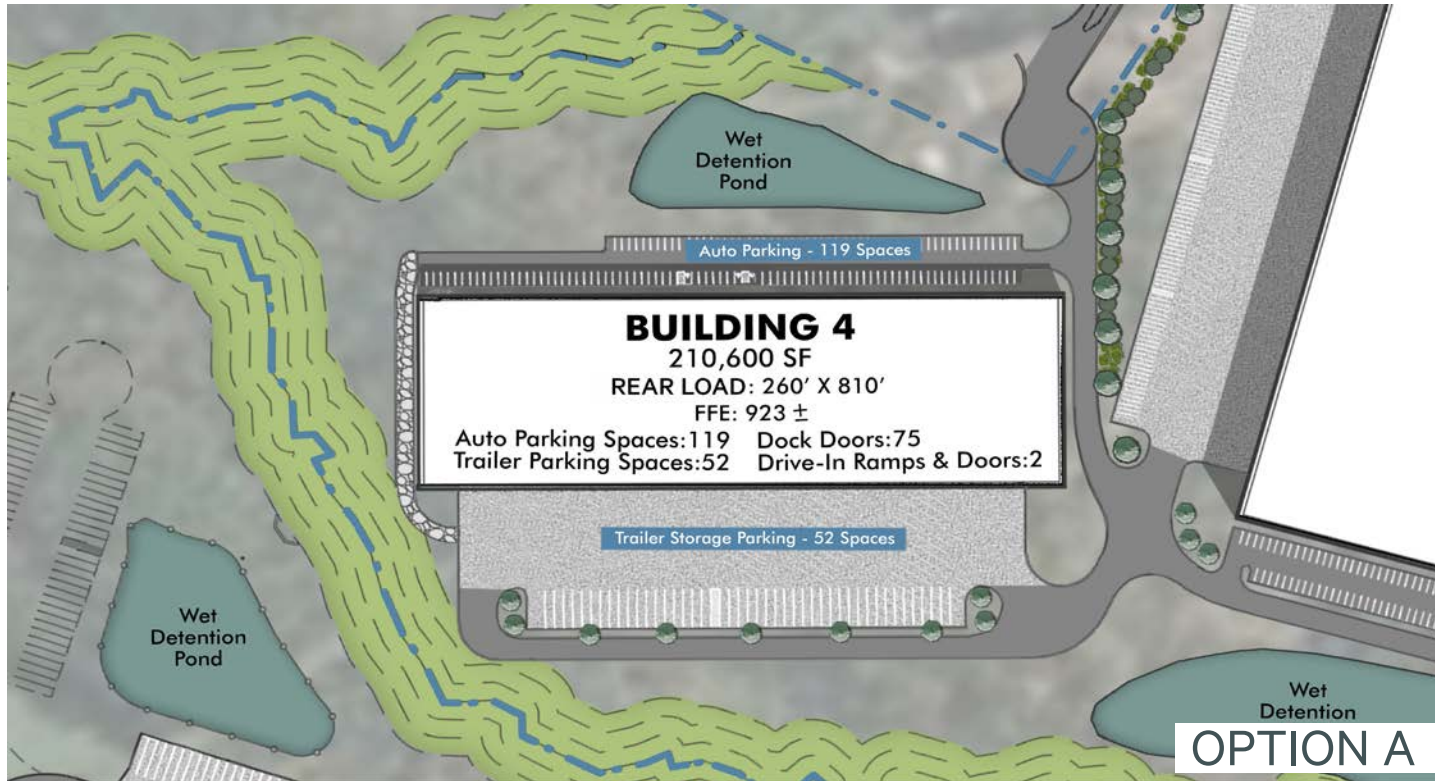 Wet
Detention
Pond
Auto Parking - 119 Spaces
BUILDING 4
210,600 SF
REAR LOAD: 260' X 810'
FFE: 923 ±
Auto Parking Spaces:119 Dock Doors:75
Trailer Parking Spaces:52 Drive-In Ramps & Doors:2
Trailer Storage Parking - 52 Spaces
Wet
Detention
Pond
Wet
Detention
OPTION A